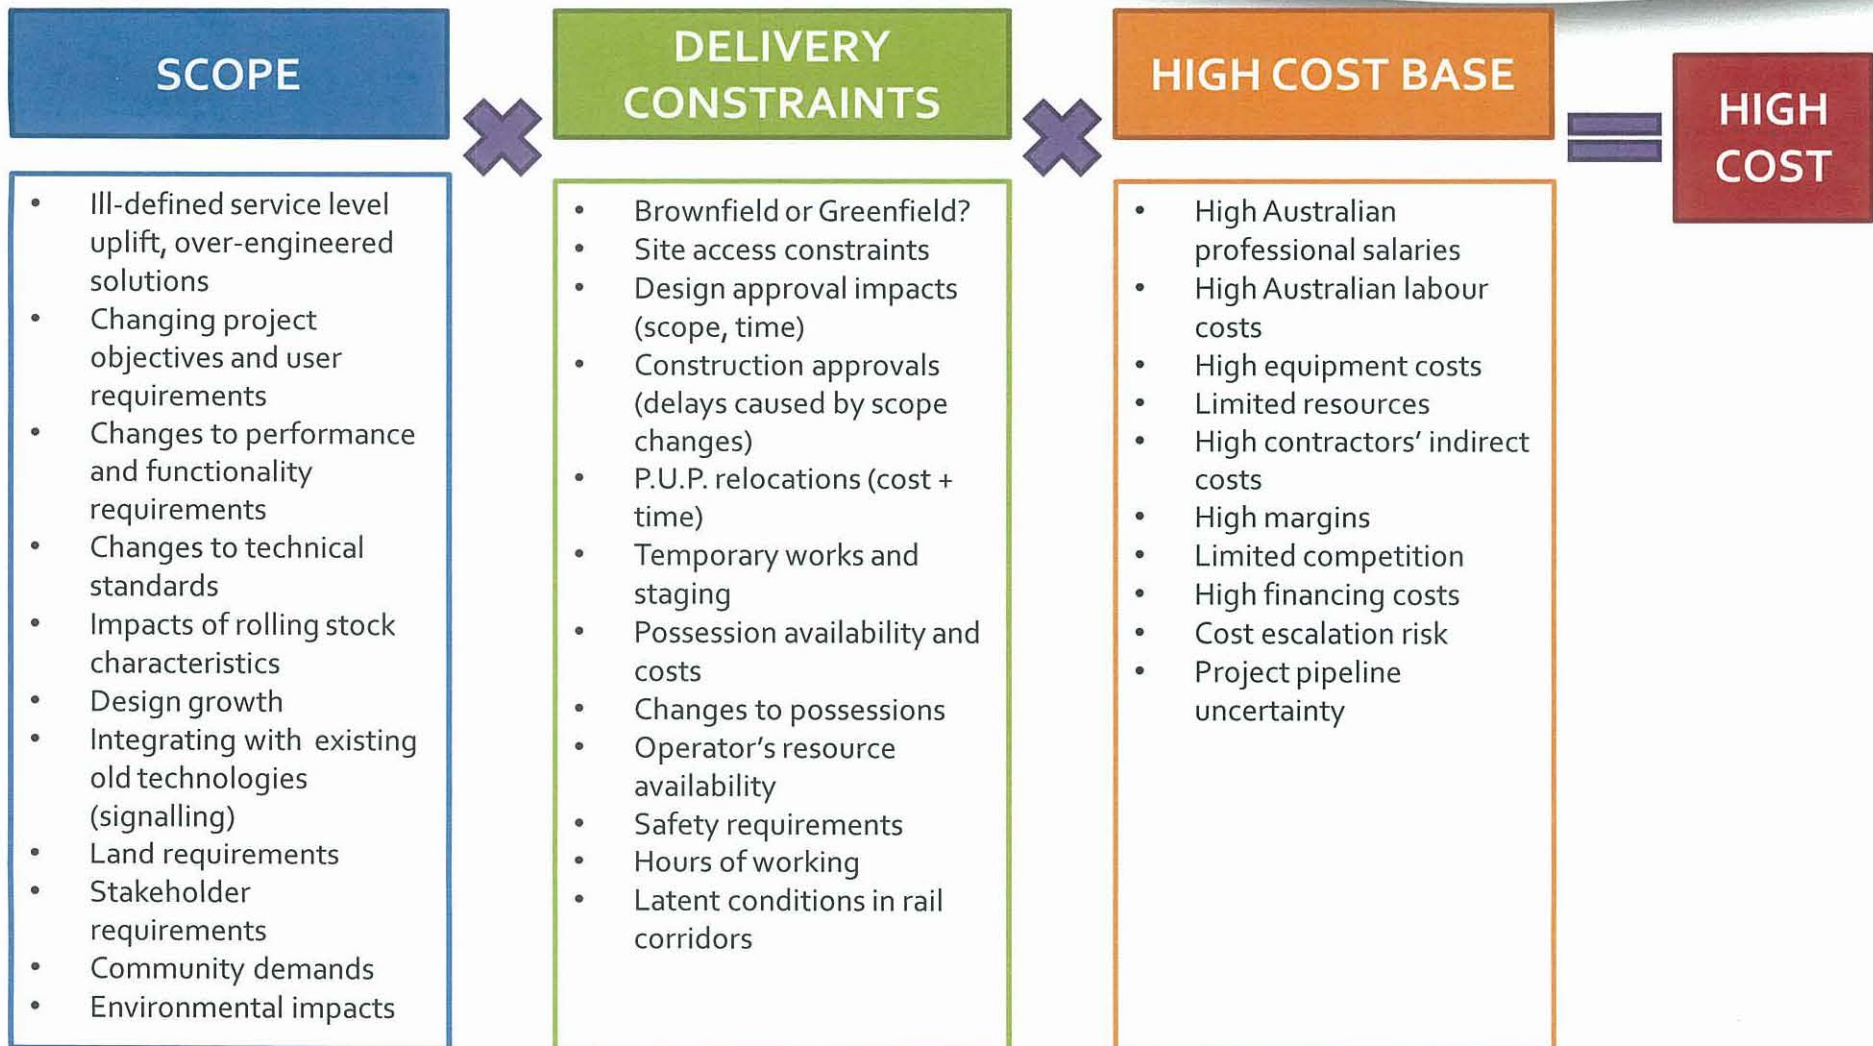 SCOPE
DELIVERY
CONSTRAINTS
HIGH COST BASE
HIGH
COST
• Ill-defined service level
uplift, over-engineered
solutions
• Changing project
objectives and user
requirements
• Changes to performance
and functionality
requirements
• Changes to technical
standards
• Impacts of rolling stock
characteristics
• Design growth
• Integrating with existing
old technologies
(signalling)
• Land requirements
• Stakeholder
requirements
• Community demands
• Environmental impacts
• Brownfield or Greenfield?
• Site access constraints
• Design approval impacts
(scope, time)
• Construction approvals
(delays caused by scope
changes)
• P.U.P. relocations (cost +
time)
• Temporary works and
staging
• Possession availability and
costs
• Changes to possessions
• Operator's resource
availability
• Safety requirements
• Hours of working
• Latent conditions in rail
corridors
• High Australian
professional salaries
• High Australian labour
costs
• High equipment costs
• Limited resources
• High contractors' indirect
costs
• High margins
• Limited competition
• High financing costs
• Cost escalation risk
• Project pipeline
uncertainty